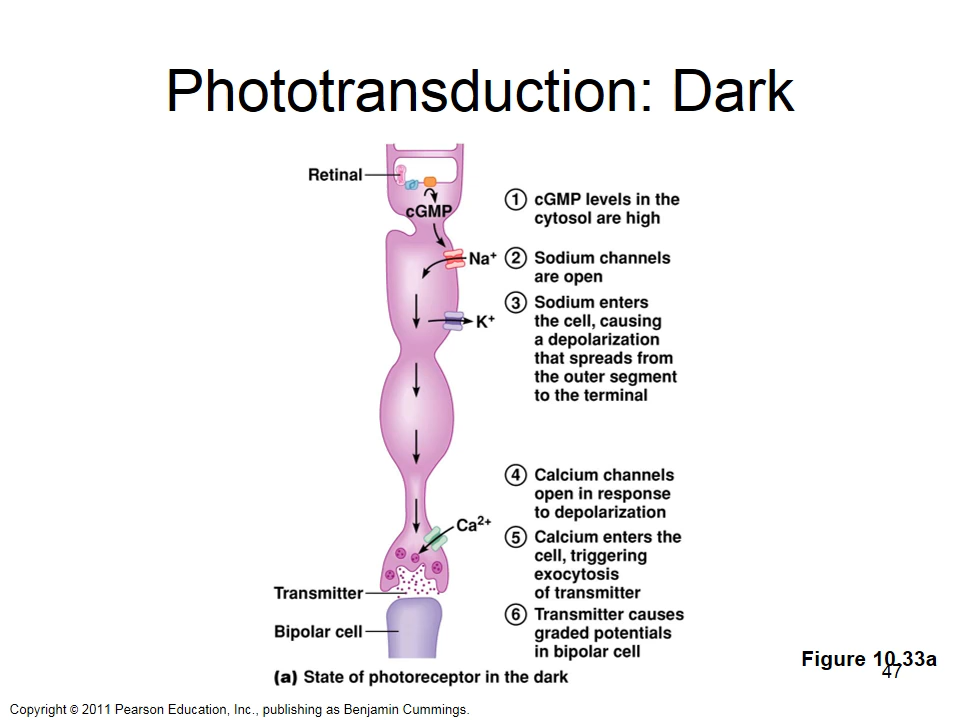 Phototransduction: Dark
Retinal
cGMP
Na⁺
K⁺
Ca²⁺
Transmitter
Bipolar cell
① cGMP levels in the
cytosol are high
② Sodium channels
are open
③ Sodium enters
the cell, causing
a depolarization
that spreads from
the outer segment
to the terminal
④ Calcium channels
open in response
to depolarization
⑤ Calcium enters the
cell, triggering
exocytosis
of transmitter
⑥ Transmitter causes
graded potentials
in bipolar cell
(a) State of photoreceptor in the dark
Figure 10.33a
47
Copyright © 2011 Pearson Education, Inc., publishing as Benjamin Cummings.